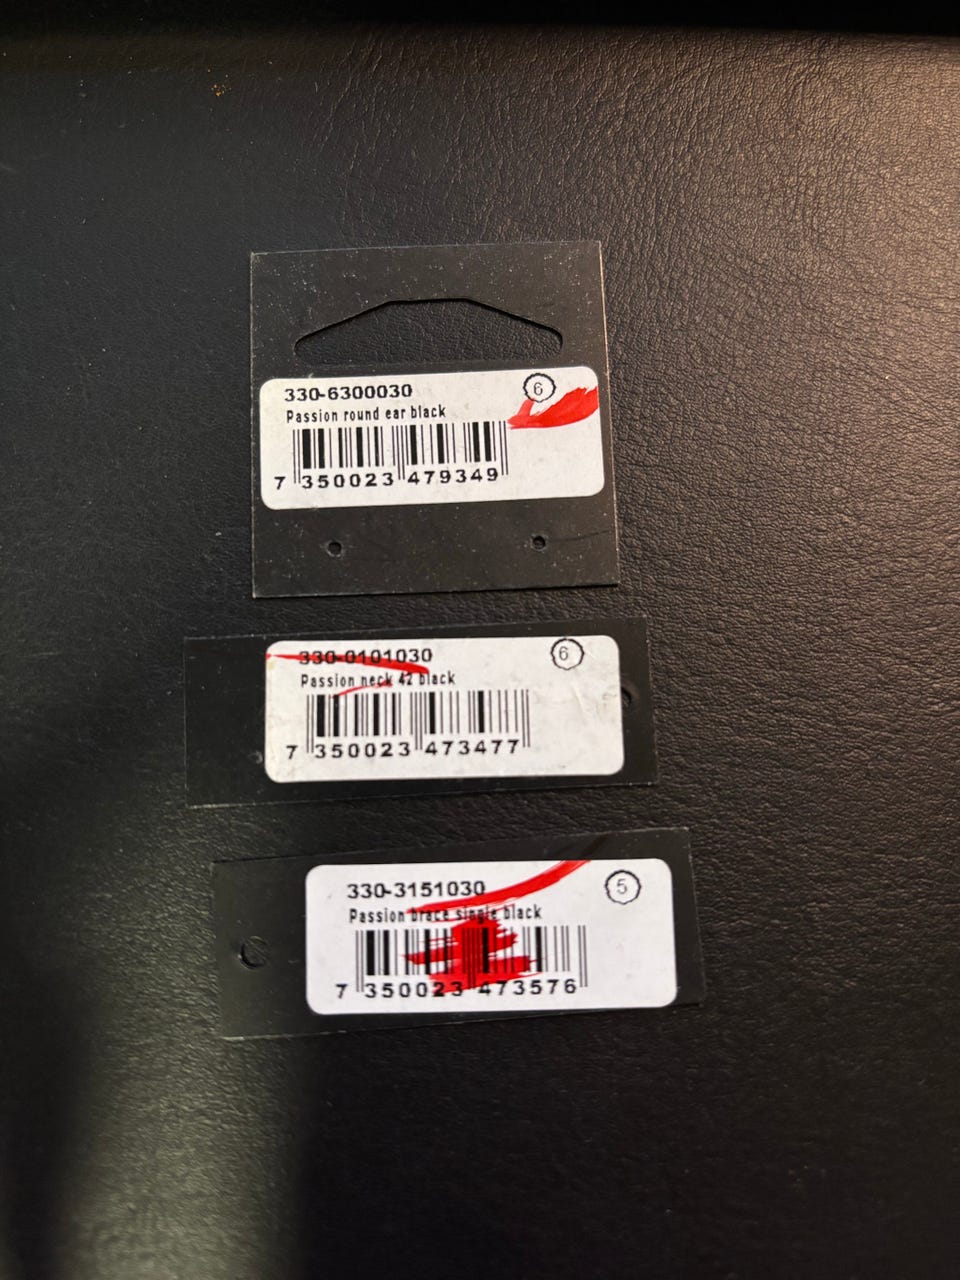 330-6300030
6
Passion round ear black
7 350023 479349
330-0101030
6
Passion neck 42 black
7 350023 473477
330-3151030
5
Passion brace single black
7 350023 473576